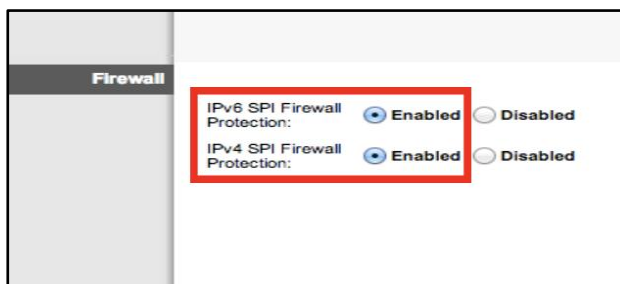 Firewall
IPv6 SPI Firewall
Protection:
Enabled
Disabled
IPv4 SPI Firewall
Protection:
Enabled
Disabled